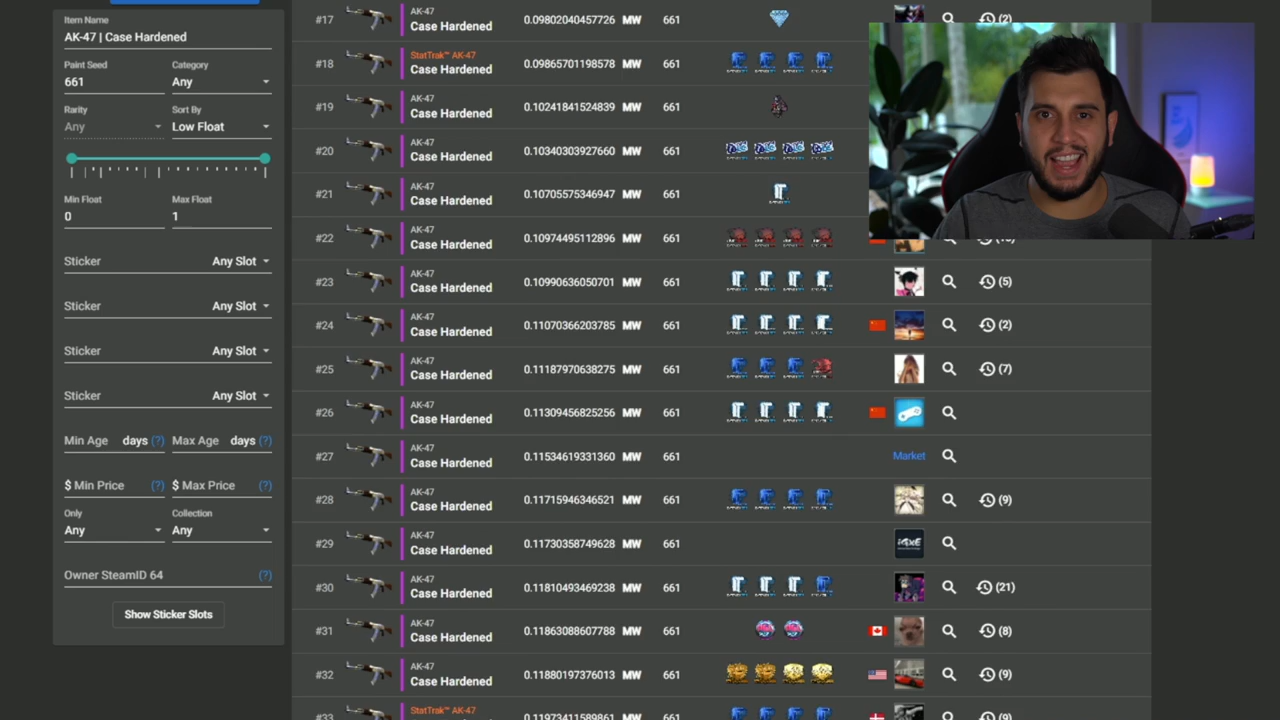 Item Name
AK-47 | Case Hardened
Paint Seed Category
661 Any
Rarity Sort By
Any Low Float
Min Float Max Float
0 1
Sticker Any Slot
Sticker Any Slot
Sticker Any Slot
Sticker Any Slot
Min Age days (?) Max Age days (?)
$ Min Price (?) $ Max Price (?)
Only Collection
Any Any
Owner SteamID 64 (?)
Show Sticker Slots
#17 AK-47 Case Hardened 0.09802040457726 MW 661 (2)
#18 StatTrak™ AK-47 Case Hardened 0.09865701198578 MW 661
#19 AK-47 Case Hardened 0.10241841524839 MW 661
#20 AK-47 Case Hardened 0.10340303927660 MW 661
#21 AK-47 Case Hardened 0.10705575346947 MW 661
#22 AK-47 Case Hardened 0.10974495112896 MW 661
#23 AK-47 Case Hardened 0.10990636050701 MW 661 (5)
#24 AK-47 Case Hardened 0.11070366203785 MW 661 (2)
#25 AK-47 Case Hardened 0.11187970638275 MW 661 (7)
#26 AK-47 Case Hardened 0.11309456825256 MW 661
#27 AK-47 Case Hardened 0.11534619331360 MW 661 Market
#28 AK-47 Case Hardened 0.11715946346521 MW 661 (9)
#29 AK-47 Case Hardened 0.11730358749628 MW 661
#30 AK-47 Case Hardened 0.11810493469238 MW 661 (21)
#31 AK-47 Case Hardened 0.11863088607788 MW 661 (8)
#32 AK-47 Case Hardened 0.11880197376013 MW 661 (9)
#33 StatTrak™ AK-47 0.11973411589861 MW 661 (9)